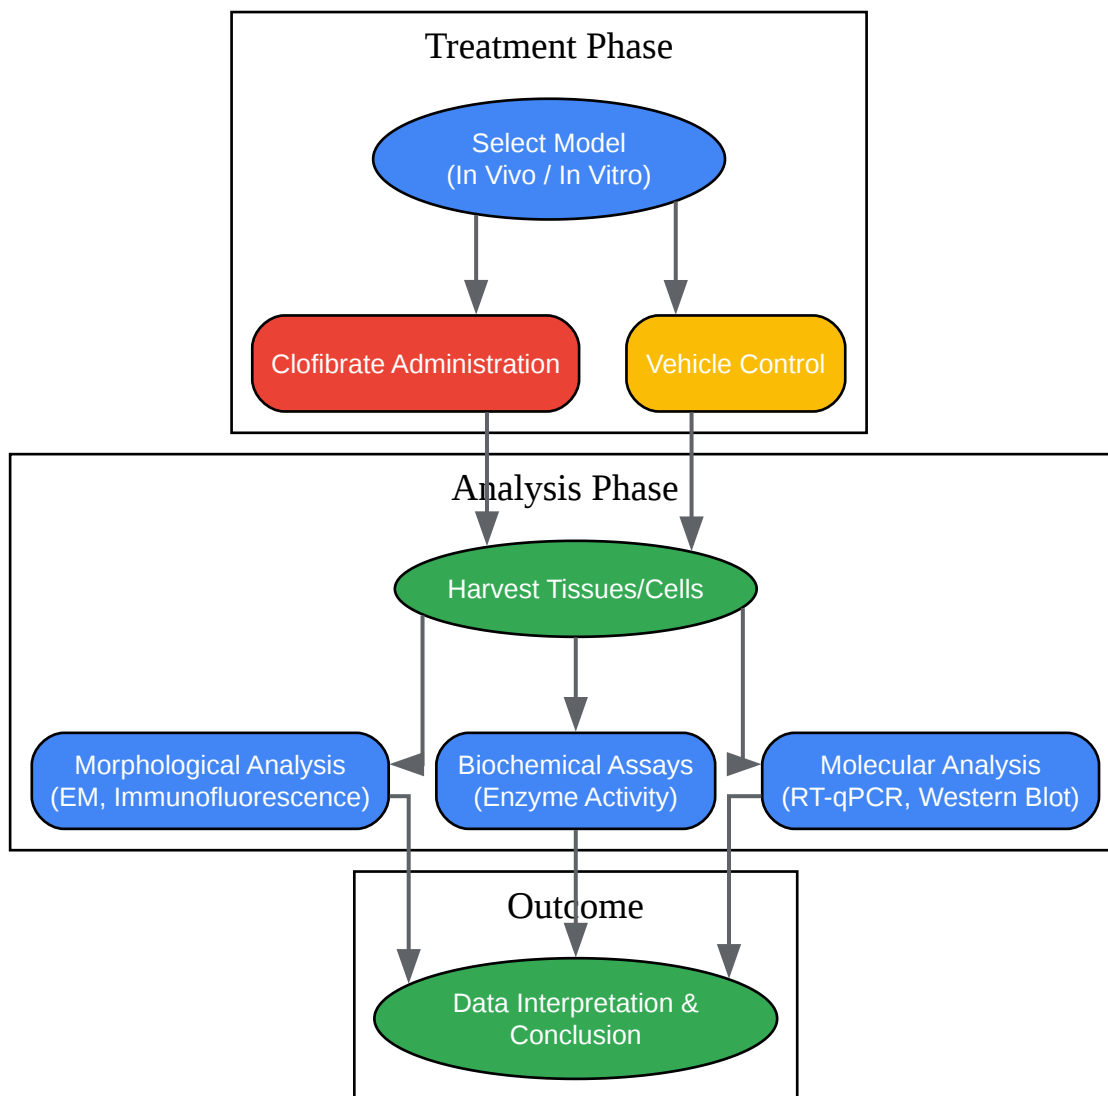 Treatment Phase
Select Model
(In Vivo / In Vitro)
Clofibrate Administration
Vehicle Control
Analysis Phase
Harvest Tissues/Cells
Morphological Analysis
(EM, Immunofluorescence)
Biochemical Assays
(Enzyme Activity)
Molecular Analysis
(RT-qPCR, Western Blot)
Outcome
Data Interpretation &
Conclusion